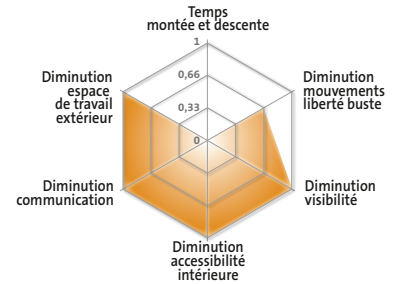 Temps
montée et descente
1
Diminution
espace
de travail
extérieur
0,66
Diminution
mouvements
liberté buste
0,33
0
Diminution
communication
Diminution
visibilité
Diminution
accessibilité
intérieure